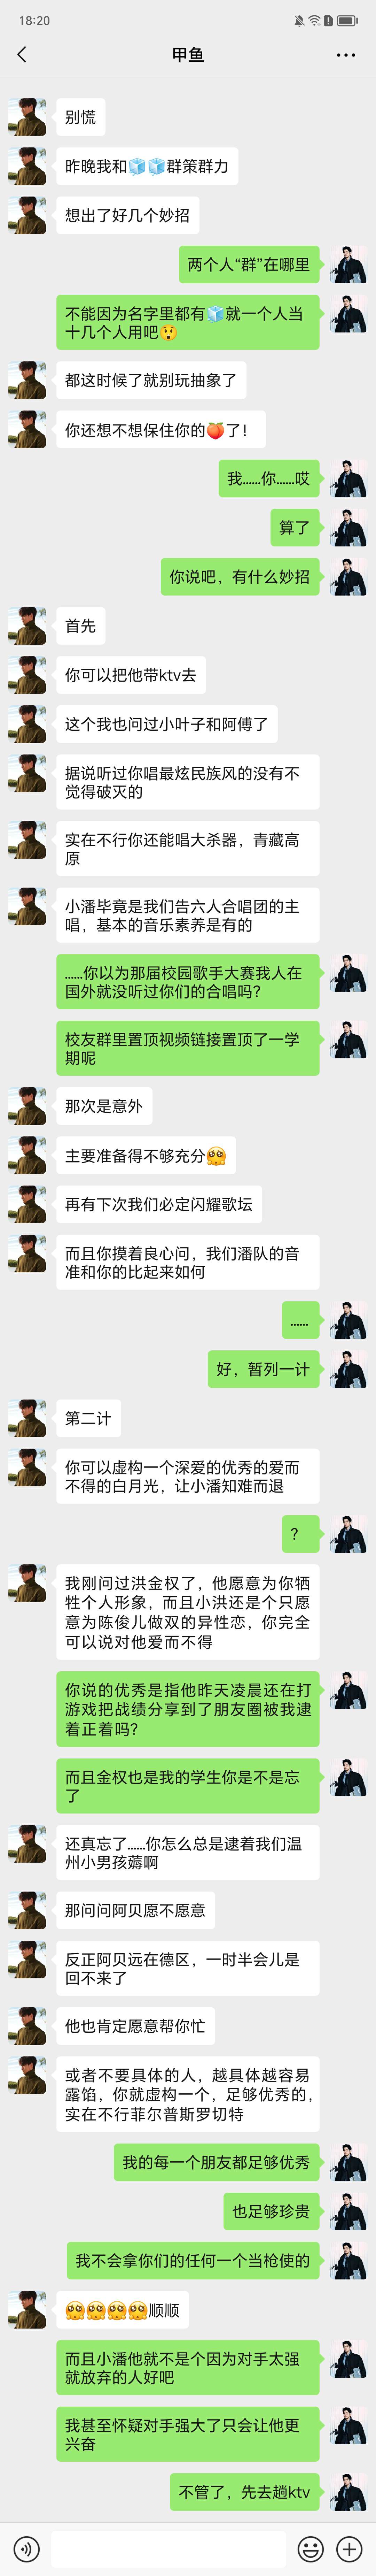 18:20
甲鱼
别慌
昨晚我和🧊🧊群策群力
想出了好几个妙招
两个人“群”在哪里
不能因为名字里都有🧊就一个人当
十几个人用吧😲
都这时候了就别玩抽象了
你还想不想保住你的🍑了！
我……你……哎
算了
你说吧，有什么妙招
首先
你可以把他带ktv去
这个我也问过小叶子和阿傅了
据说听过你唱最炫民族风的没有不
觉得破灭的
实在不行你还能唱大杀器，青藏高
原
小潘毕竟是我们告六人合唱团的主
唱，基本的音乐素养是有的
……你以为那届校园歌手大赛我人在
国外就没听过你们的合唱吗？
校友群里置顶视频链接置顶了一学
期呢
那次是意外
主要准备得不够充分🥺
再有下次我们必定闪耀歌坛
而且你摸着良心问，我们潘队的音
准和你的比起来如何
……
好，暂列一计
第二计
你可以虚构一个深爱的优秀的爱而
不得的白月光，让小潘知难而退
？
我刚问过洪金权了，他愿意为你牺
牲个人形象，而且小洪还是个只愿
意为陈俊儿做双的异性恋，你完全
可以说对他爱而不得
你说的优秀是指他昨天凌晨还在打
游戏把战绩分享到了朋友圈被我逮
着正着吗？
而且金权也是我的学生你是不是忘
了
还真忘了……你怎么总是逮着我们温
州小男孩薅啊
那问问阿贝愿不愿意
反正阿贝远在德区，一时半会儿是
回不来了
他也肯定愿意帮你忙
或者不要具体的人，越具体越容易
露馅，你就虚构一个，足够优秀的，
实在不行菲尔普斯罗切特
我的每一个朋友都足够优秀
也足够珍贵
我不会拿你们的任何一个当枪使的
🥺🥺🥺🥺顺顺
而且小潘他就不是个因为对手太强
就放弃的人好吧
我甚至怀疑对手强大了只会让他更
兴奋
不管了，先去趟ktv